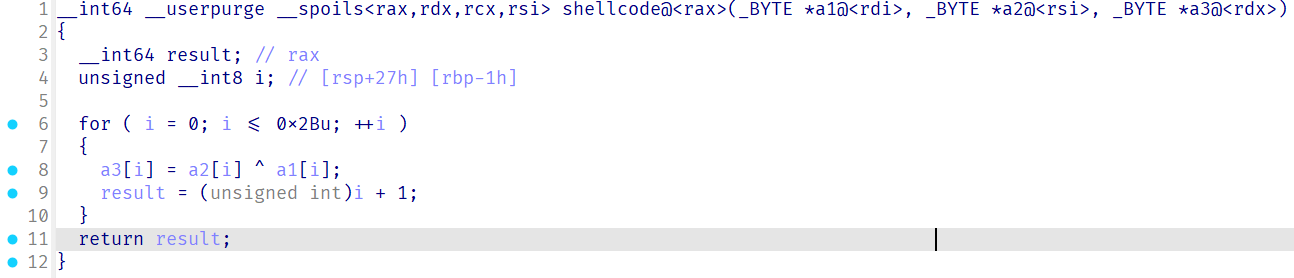 1 __int64 __userpurge __spoils<rax,rdx,rcx,rsi> shellcode@<rax>(_BYTE *a1@<rdi>, _BYTE *a2@<rsi>, _BYTE *a3@<rdx>)
2 {
3 __int64 result; // rax
4 unsigned __int8 i; // [rsp+27h] [rbp-1h]
5
6 for ( i = 0; i <= 0x2Bu; ++i )
7 {
8 a3[i] = a2[i] ^ a1[i];
9 result = (unsigned int)i + 1;
10 }
11 return result;
12 }